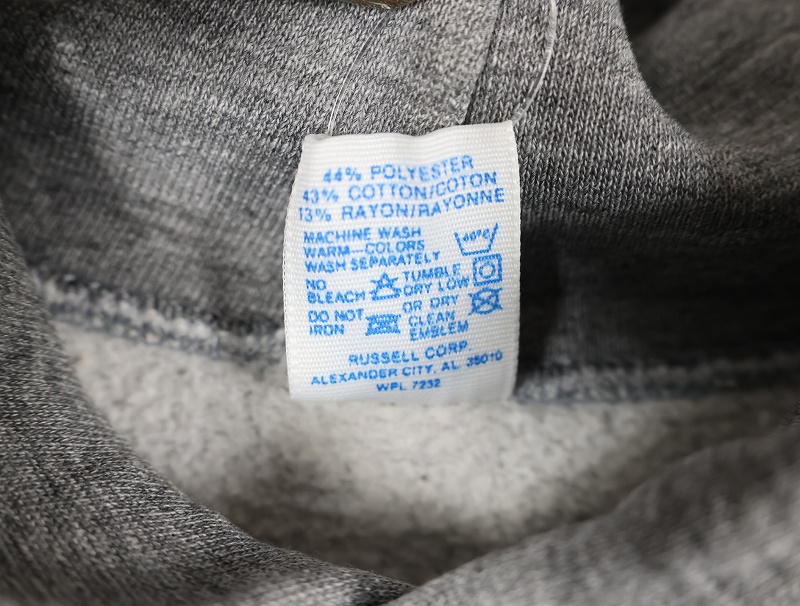 44% POLYESTER
43% COTTON/COTON
13% RAYON/RAYONNE
MACHINE WASH
WARM—COLORS
WASH SEPARATELY
40°C
NO
BLEACH
TUMBLE
DRY LOW
DO NOT
IRON
OR DRY
CLEAN
EMBLEM
RUSSELL CORP.
ALEXANDER CITY, AL 35010
WPL 7232